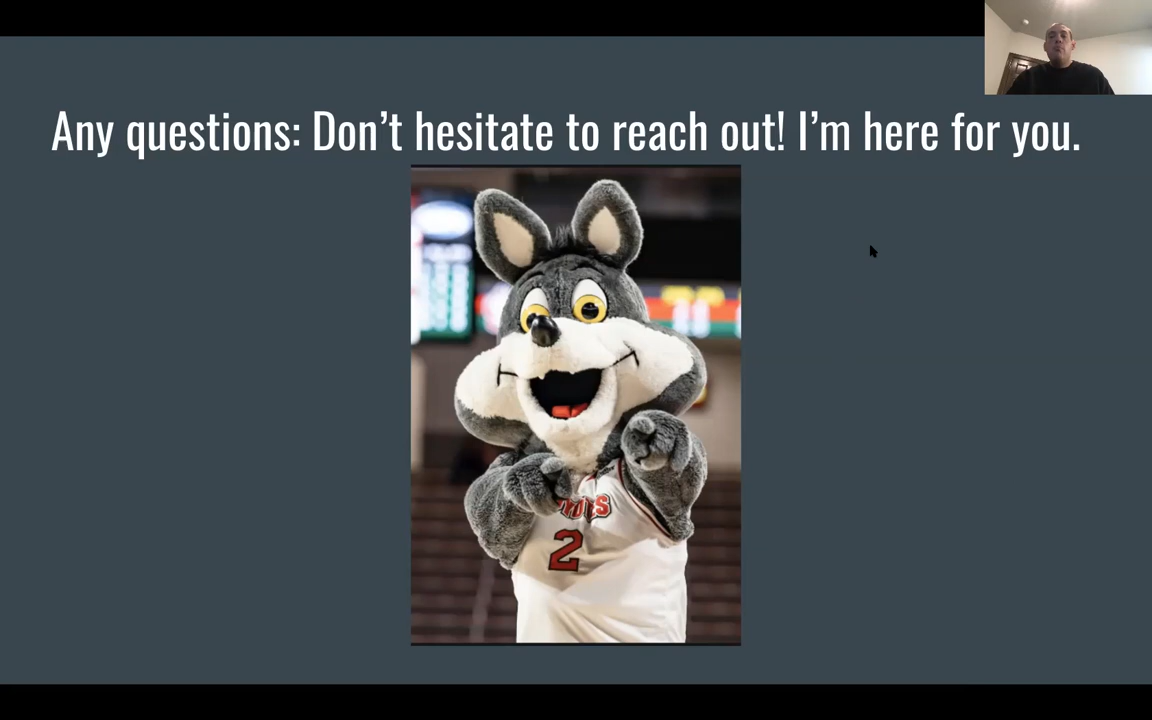 Any questions: Don’t hesitate to reach out! I’m here for you.
2